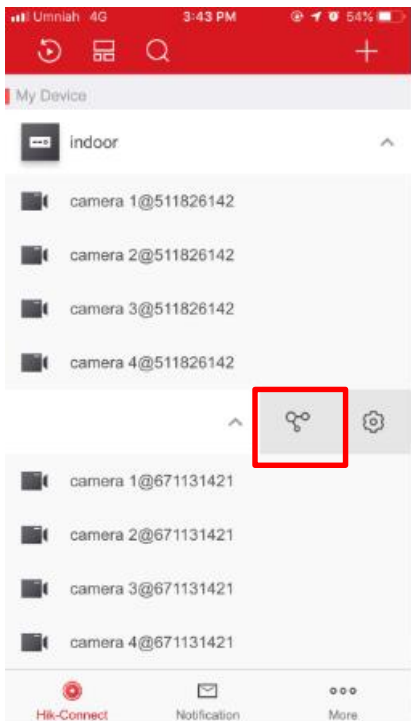 Umniah 4G 3:43 PM 54%
My Device
indoor
camera 1@511826142
camera 2@511826142
camera 3@511826142
camera 4@511826142
camera 1@671131421
camera 2@671131421
camera 3@671131421
camera 4@671131421
Hik-Connect Notification More